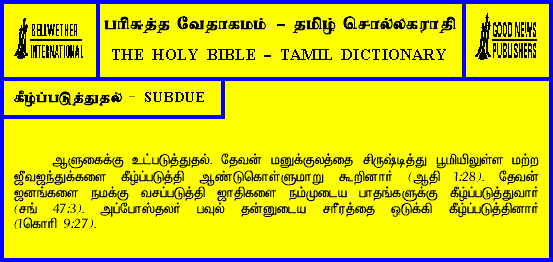 BELLWETHER
INTERNATIONAL
பரிசுத்த வேதாகமம் – தமிழ் சொல்லகராதி
THE HOLY BIBLE – TAMIL DICTIONARY
GOOD NEWS
PUBLISHERS
கீழ்ப்படுத்துதல் - SUBDUE
ஆளுகைக்கு உட்படுத்துதல். தேவன் மனுக்குலத்தை சிருஷ்டித்து பூமியிலுள்ள மற்ற
ஜீவஜந்துக்களை கீழ்ப்படுத்தி ஆண்டுகொள்ளுமாறு கூறினார் (ஆதி 1:28). தேவன்
ஜனங்களை நமக்கு வசப்படுத்தி ஜாதிகளை நம்முடைய பாதங்களுக்கு கீழ்ப்படுத்துவார்
(சங் 47:3). அப்போஸ்தலர் பவுல் தன்னுடைய சரீரத்தை ஒடுக்கி கீழ்ப்படுத்தினார்
(1கொரி 9:27).